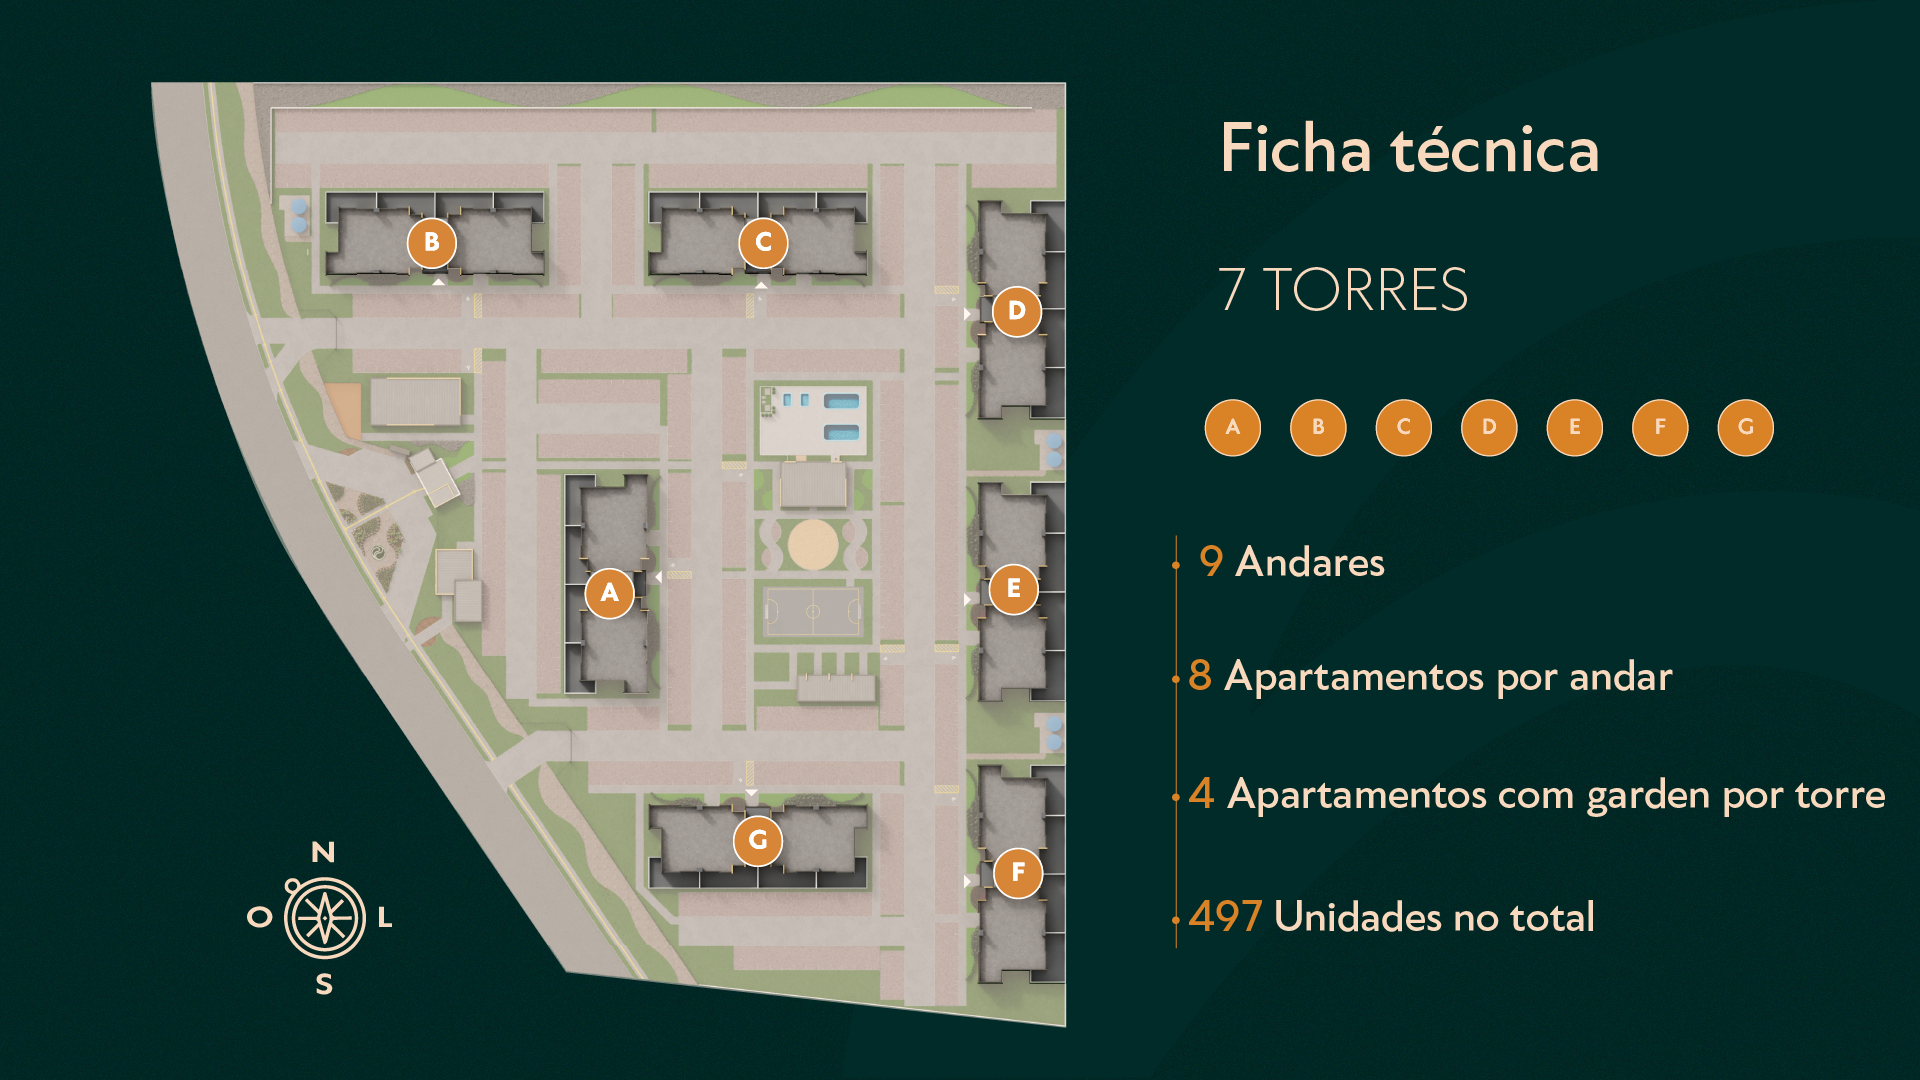 Ficha técnica
7 TORRES
A B C D E F G
9 Andares
8 Apartamentos por andar
4 Apartamentos com garden por torre
497 Unidades no total
B
C
D
A
E
G
F
N
O L
S